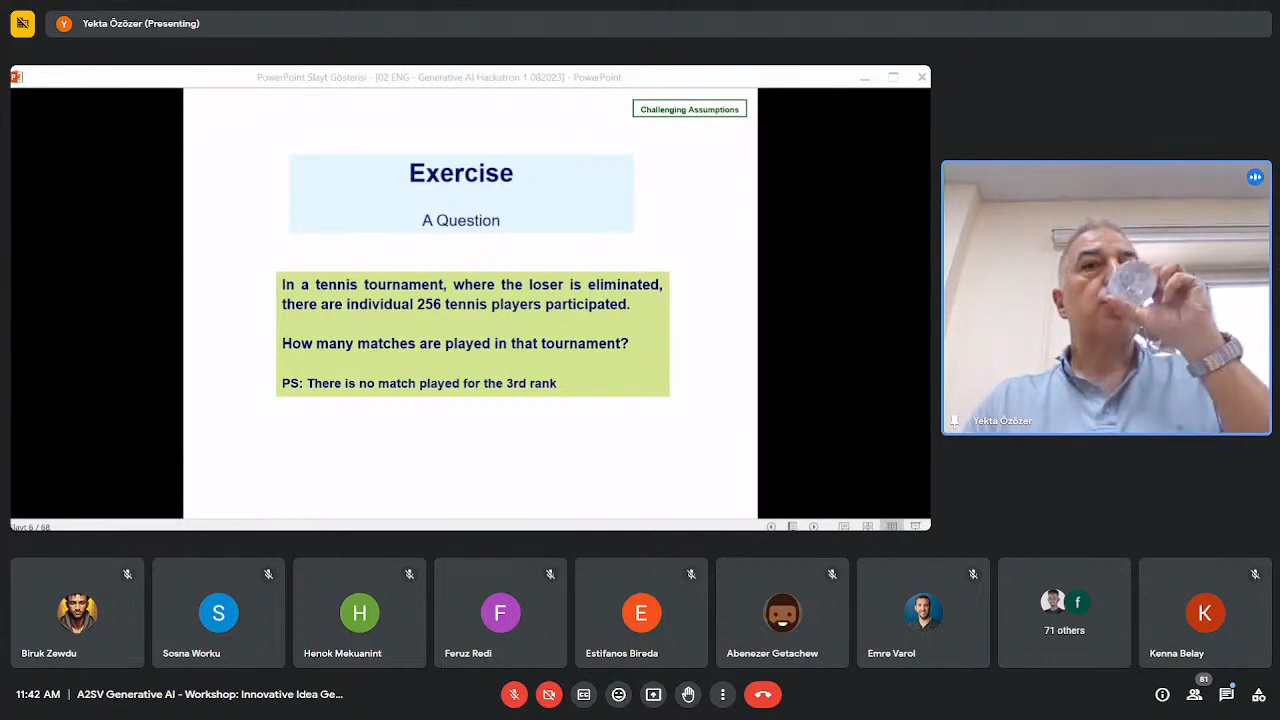 Y
Yekta Özözer (Presenting)
PowerPoint Slayt Gösterisi - [02 ENG - Generative AI Hackatron 1 082023] - PowerPoint
Challenging Assumptions
Exercise
A Question
In a tennis tournament, where the loser is eliminated,
there are individual 256 tennis players participated.
How many matches are played in that tournament?
PS: There is no match played for the 3rd rank
layt 6 / 68
Yekta Özözer
S
H
F
E
f
K
Biruk Zewdu
Sosna Worku
Henok Mekuanint
Feruz Redi
Estifanos Bireda
Abenezer Getachew
Emre Varol
71 others
Kenna Belay
11:42 AM | A2SV Generative AI - Workshop: Innovative Idea Ge...
81